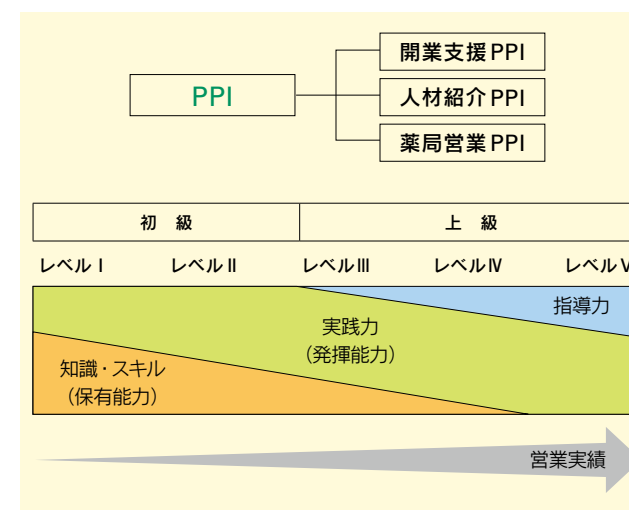 開業支援PPI
PPI
人材紹介PPI
薬局営業PPI
初　級
上　級
レベルⅠ
レベルⅡ
レベルⅢ
レベルⅣ
レベルⅤ
指導力
実践力
（発揮能力）
知識・スキル
（保有能力）
営業実績